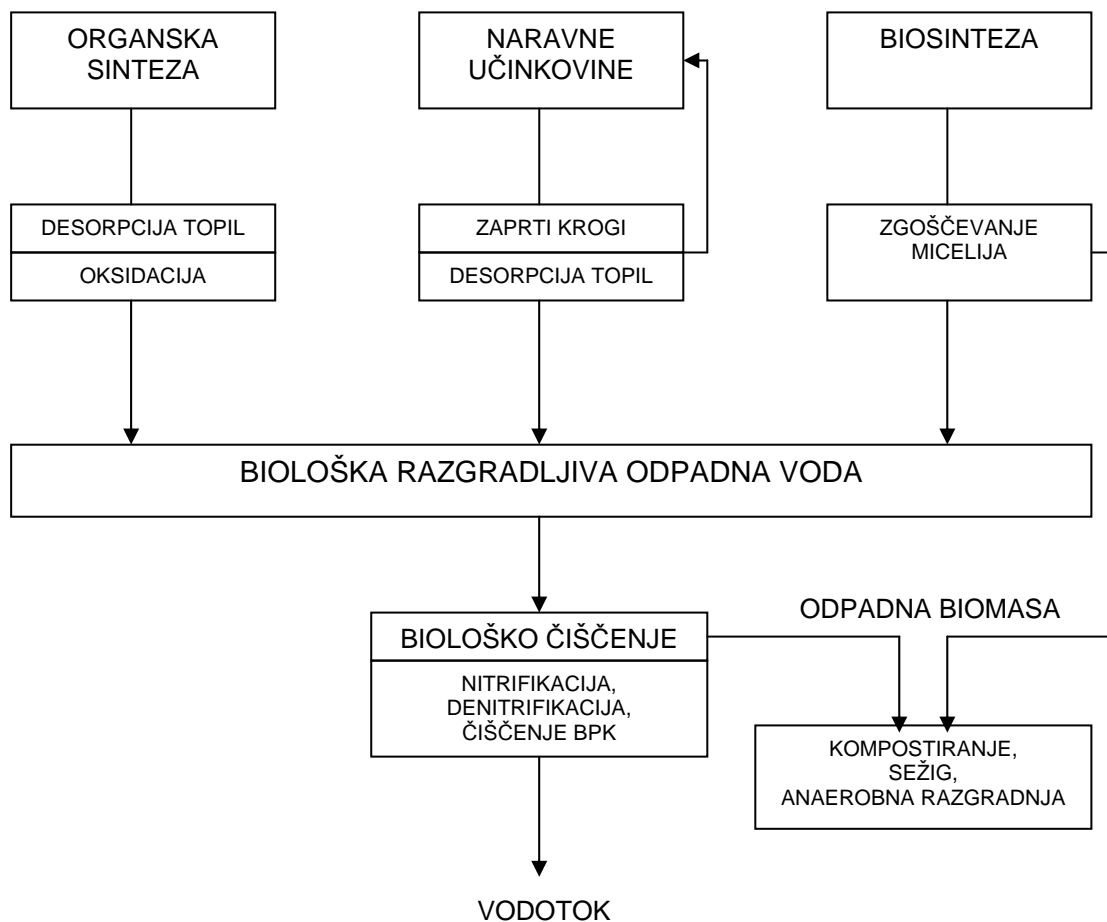 ORGANSKA
SINTEZA
NARAVNE
UČINKOVINE
BIOSINTEZA
DESORPCIJA TOPIL
OKSIDACIJA
ZAPRTI KROGI
DESORPCIJA TOPIL
ZGOŠČEVANJE
MICELIJA
BIOLOŠKA RAZGRADLJIVA ODPADNA VODA
ODPADNA BIOMASA
BIOLOŠKO ČIŠČENJE
NITRIFIKACIJA,
DENITRIFIKACIJA,
ČIŠČENJE BPK
KOMPOSTIRANJE,
SEŽIG,
ANAEROBNA RAZGRADNJA
VODOTOK